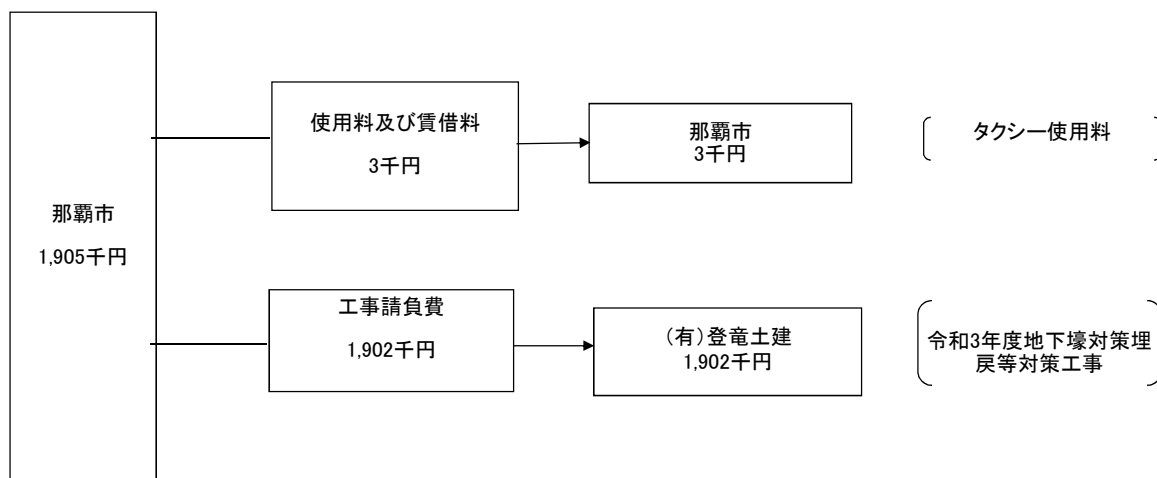 那覇市
1,905千円
使用料及び賃借料
3千円
那覇市
3千円
タクシー使用料
工事請負費
1,902千円
(有)登竜土建
1,902千円
令和3年度地下壕対策埋
戻等対策工事